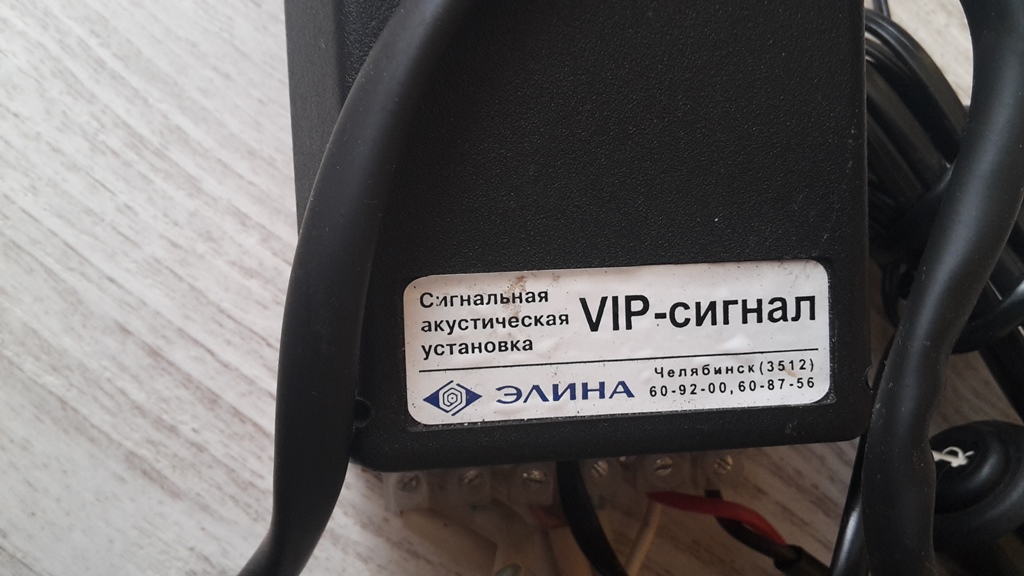 Сигнальная
акустическая
установка
VIP-сигнал
ЭЛИНА
Челябинск(3512)
60-92-00,60-87-56